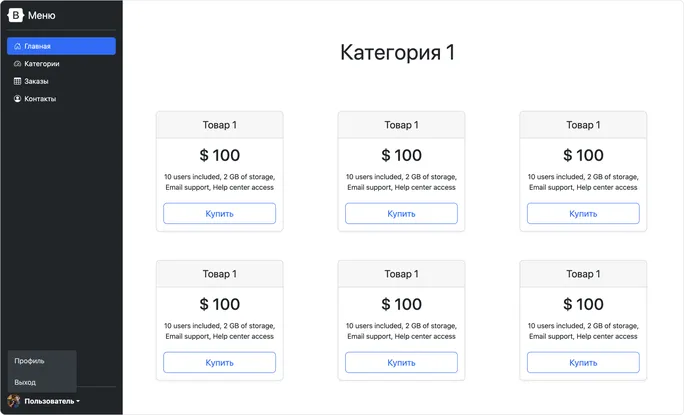 B Меню
Главная
Категории
Заказы
Контакты
Профиль
Выход
Пользователь
Категория 1
Товар 1
$ 100
10 users included, 2 GB of storage,
Email support, Help center access
Купить
Товар 1
$ 100
10 users included, 2 GB of storage,
Email support, Help center access
Купить
Товар 1
$ 100
10 users included, 2 GB of storage,
Email support, Help center access
Купить
Товар 1
$ 100
10 users included, 2 GB of storage,
Email support, Help center access
Купить
Товар 1
$ 100
10 users included, 2 GB of storage,
Email support, Help center access
Купить
Товар 1
$ 100
10 users included, 2 GB of storage,
Email support, Help center access
Купить